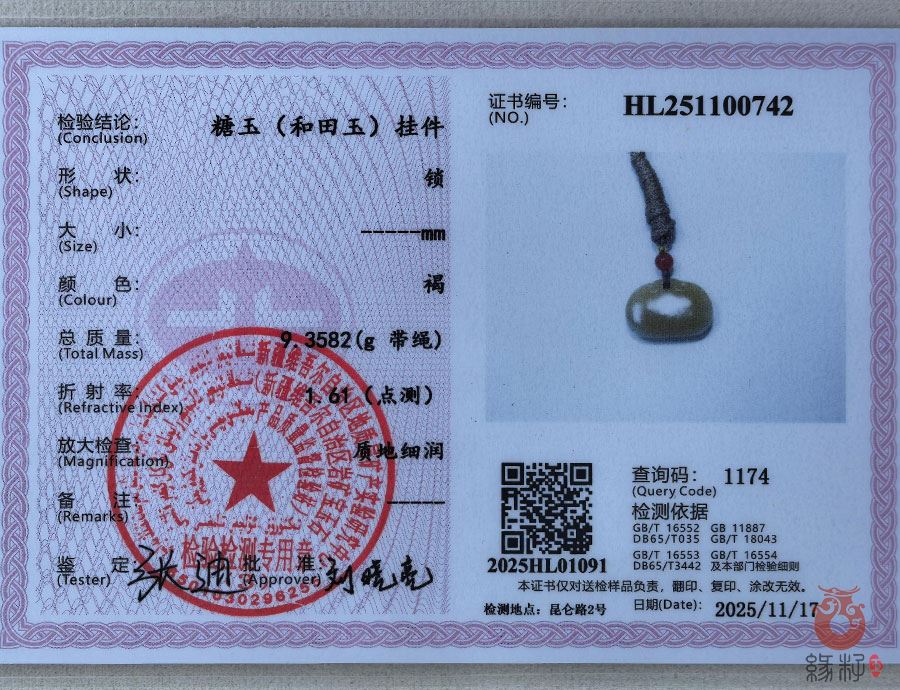 检验结论: 糖玉（和田玉）挂件
(Conclusion)
形 状: 锁
(Shape)
大 小: -----mm
(Size)
颜 色: 褐
(Colour)
总 质 量: 9.3582(g 带绳)
(Total Mass)
折 射 率: 1.61（点测）
(Refractive Index)
放大检查: 质地细润
(Magnification)
备 注: -----
(Remarks)
鉴 定: 批 准:
(Tester) (Approver)
检验检测专用章
证书编号: HL251100742
(NO.)
查询码: 1174
(Query Code)
检测依据
GB/T 16552 GB 11887
DB65/T035 GB/T 18043
GB/T 16553 GB/T 16554
DB65/T3442 及本部门检验细则
2025HL01091
本证书仅对送检样品负责，翻印、复印、涂改无效。
检测地点: 昆仑路2号 日期(Date): 2025/11/17
緣籽